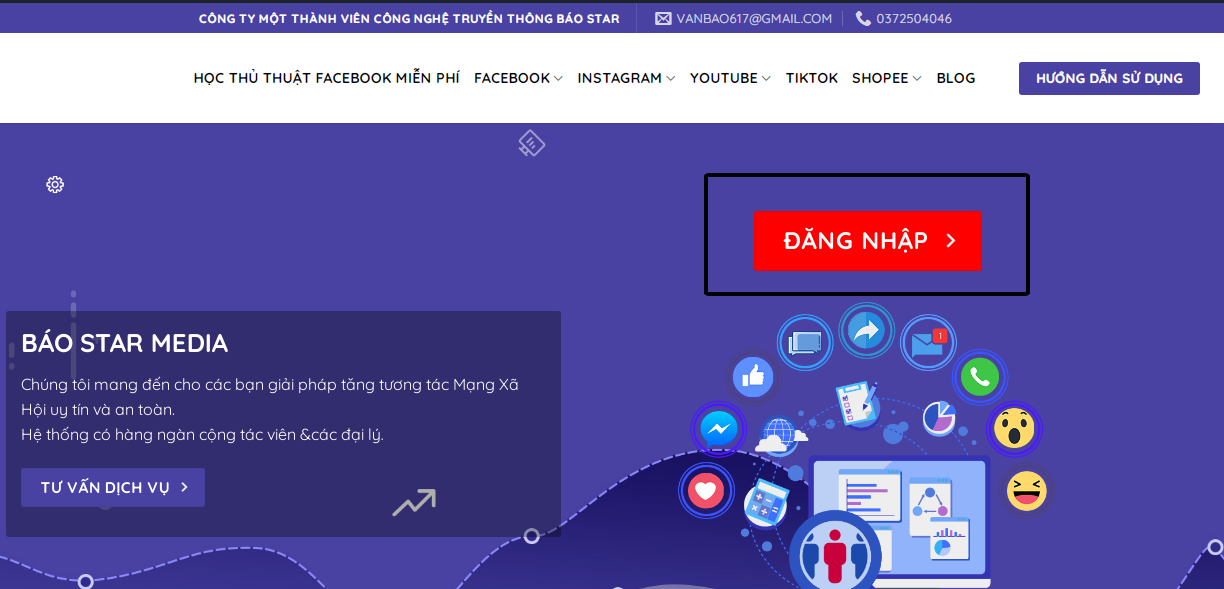 CÔNG TY MỘT THÀNH VIÊN CÔNG NGHỆ TRUYỀN THÔNG BÁO STAR VANBAO617@GMAIL.COM 0372504046
HỌC THỦ THUẬT FACEBOOK MIỄN PHÍ FACEBOOK INSTAGRAM YOUTUBE TIKTOK SHOPEE BLOG HƯỚNG DẪN SỬ DỤNG
ĐĂNG NHẬP
1
BÁO STAR MEDIA
Chúng tôi mang đến cho các bạn giải pháp tăng tương tác Mạng Xã
Hội uy tín và an toàn.
Hệ thống có hàng ngàn cộng tác viên &các đại lý.
TƯ VẤN DỊCH VỤ